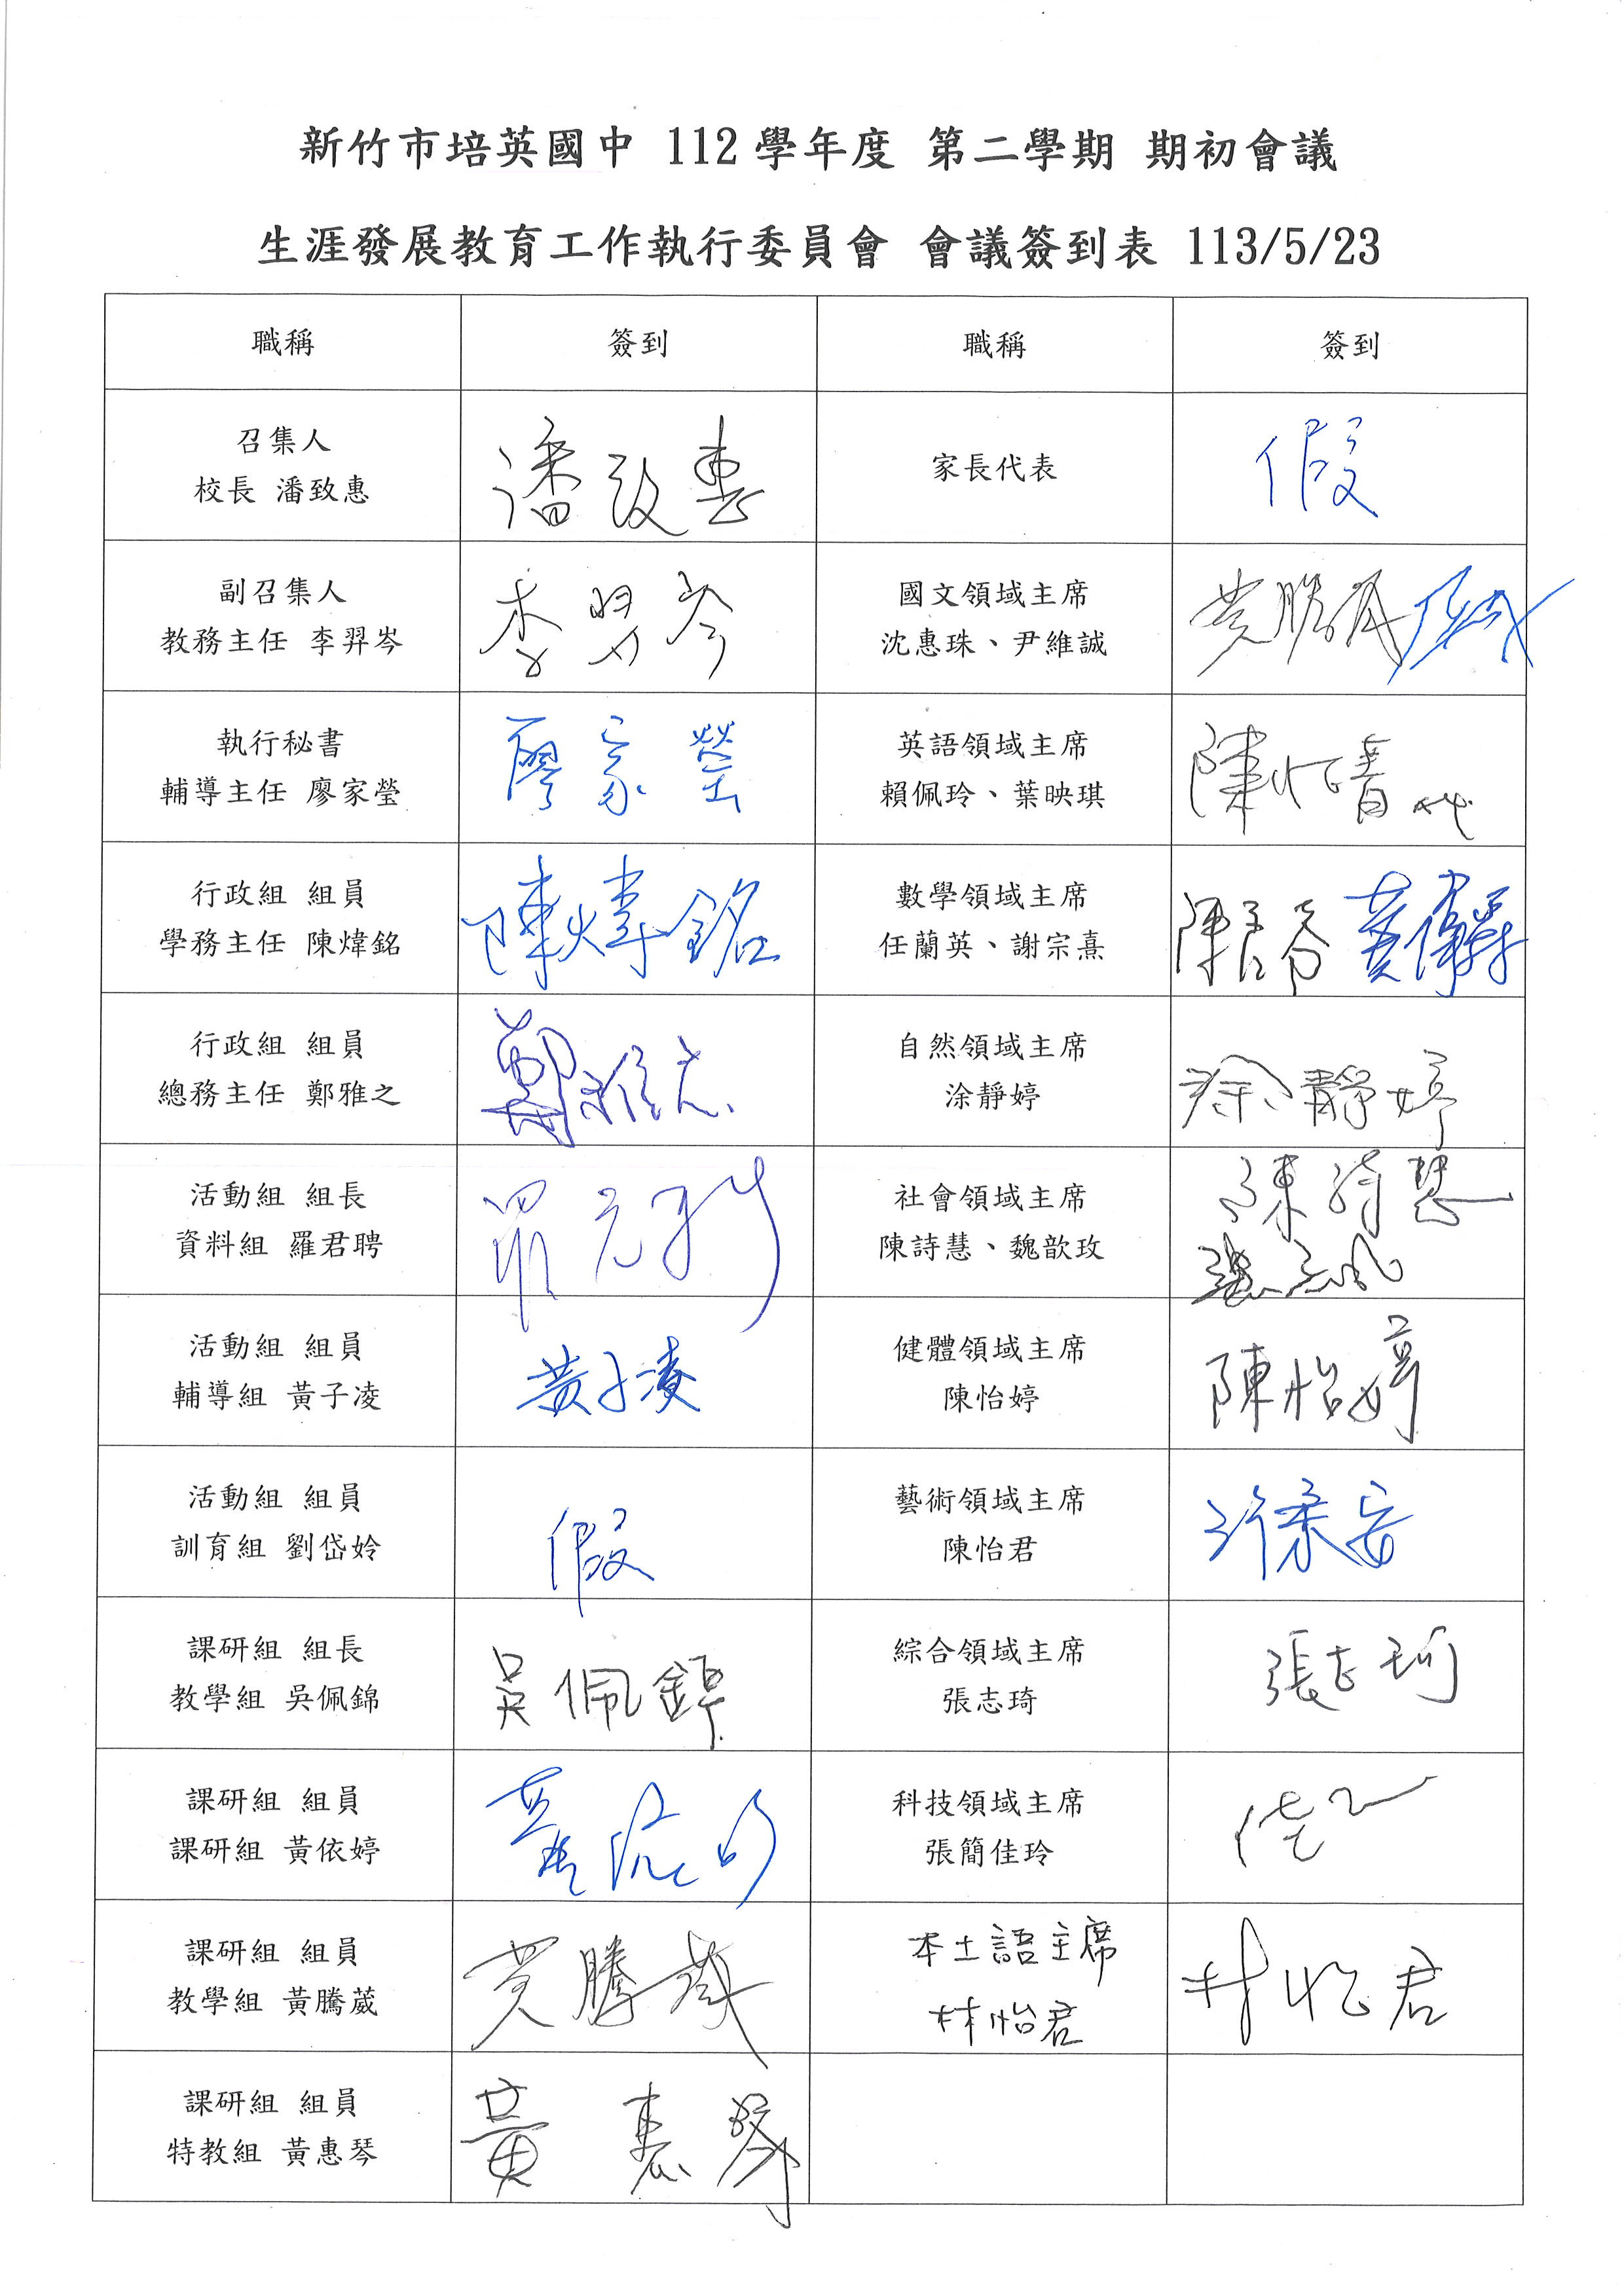 新竹市培英國中 112 學年度 第二學期 期初會議
生涯發展教育工作執行委員會 會議簽到表 113/5/23
職稱 簽到 職稱 簽到
召集人
校長 潘致惠
潘致惠
家長代表
假
副召集人
教務主任 李羿岑
李羿岑
國文領域主席
沈惠珠、尹維誠
黃騰葳
執行秘書
輔導主任 廖家瑩
廖家瑩
英語領域主席
賴佩玲、葉映琪
陳怡
行政組 組員
學務主任 陳煒銘
陳煒銘
數學領域主席
任蘭英、謝宗熹
陳 黃偉
行政組 組員
總務主任 鄭雅之
鄭雅之
自然領域主席
涂靜婷
涂靜婷
活動組 組長
資料組 羅君聘
社會領域主席
陳詩慧、魏歆玫
陳詩慧
活動組 組員
輔導組 黃子凌
黃子凌
健體領域主席
陳怡婷
陳怡婷
活動組 組員
訓育組 劉岱姈
假
藝術領域主席
陳怡君
許柔安
課研組 組長
教學組 吳佩錦
吳佩錦
綜合領域主席
張志琦
張志琦
課研組 組員
課研組 黃依婷
科技領域主席
張簡佳玲
課研組 組員
教學組 黃騰葳
黃騰葳
本土語主席
林怡君
林怡君
課研組 組員
特教組 黃惠琴
黃惠琴